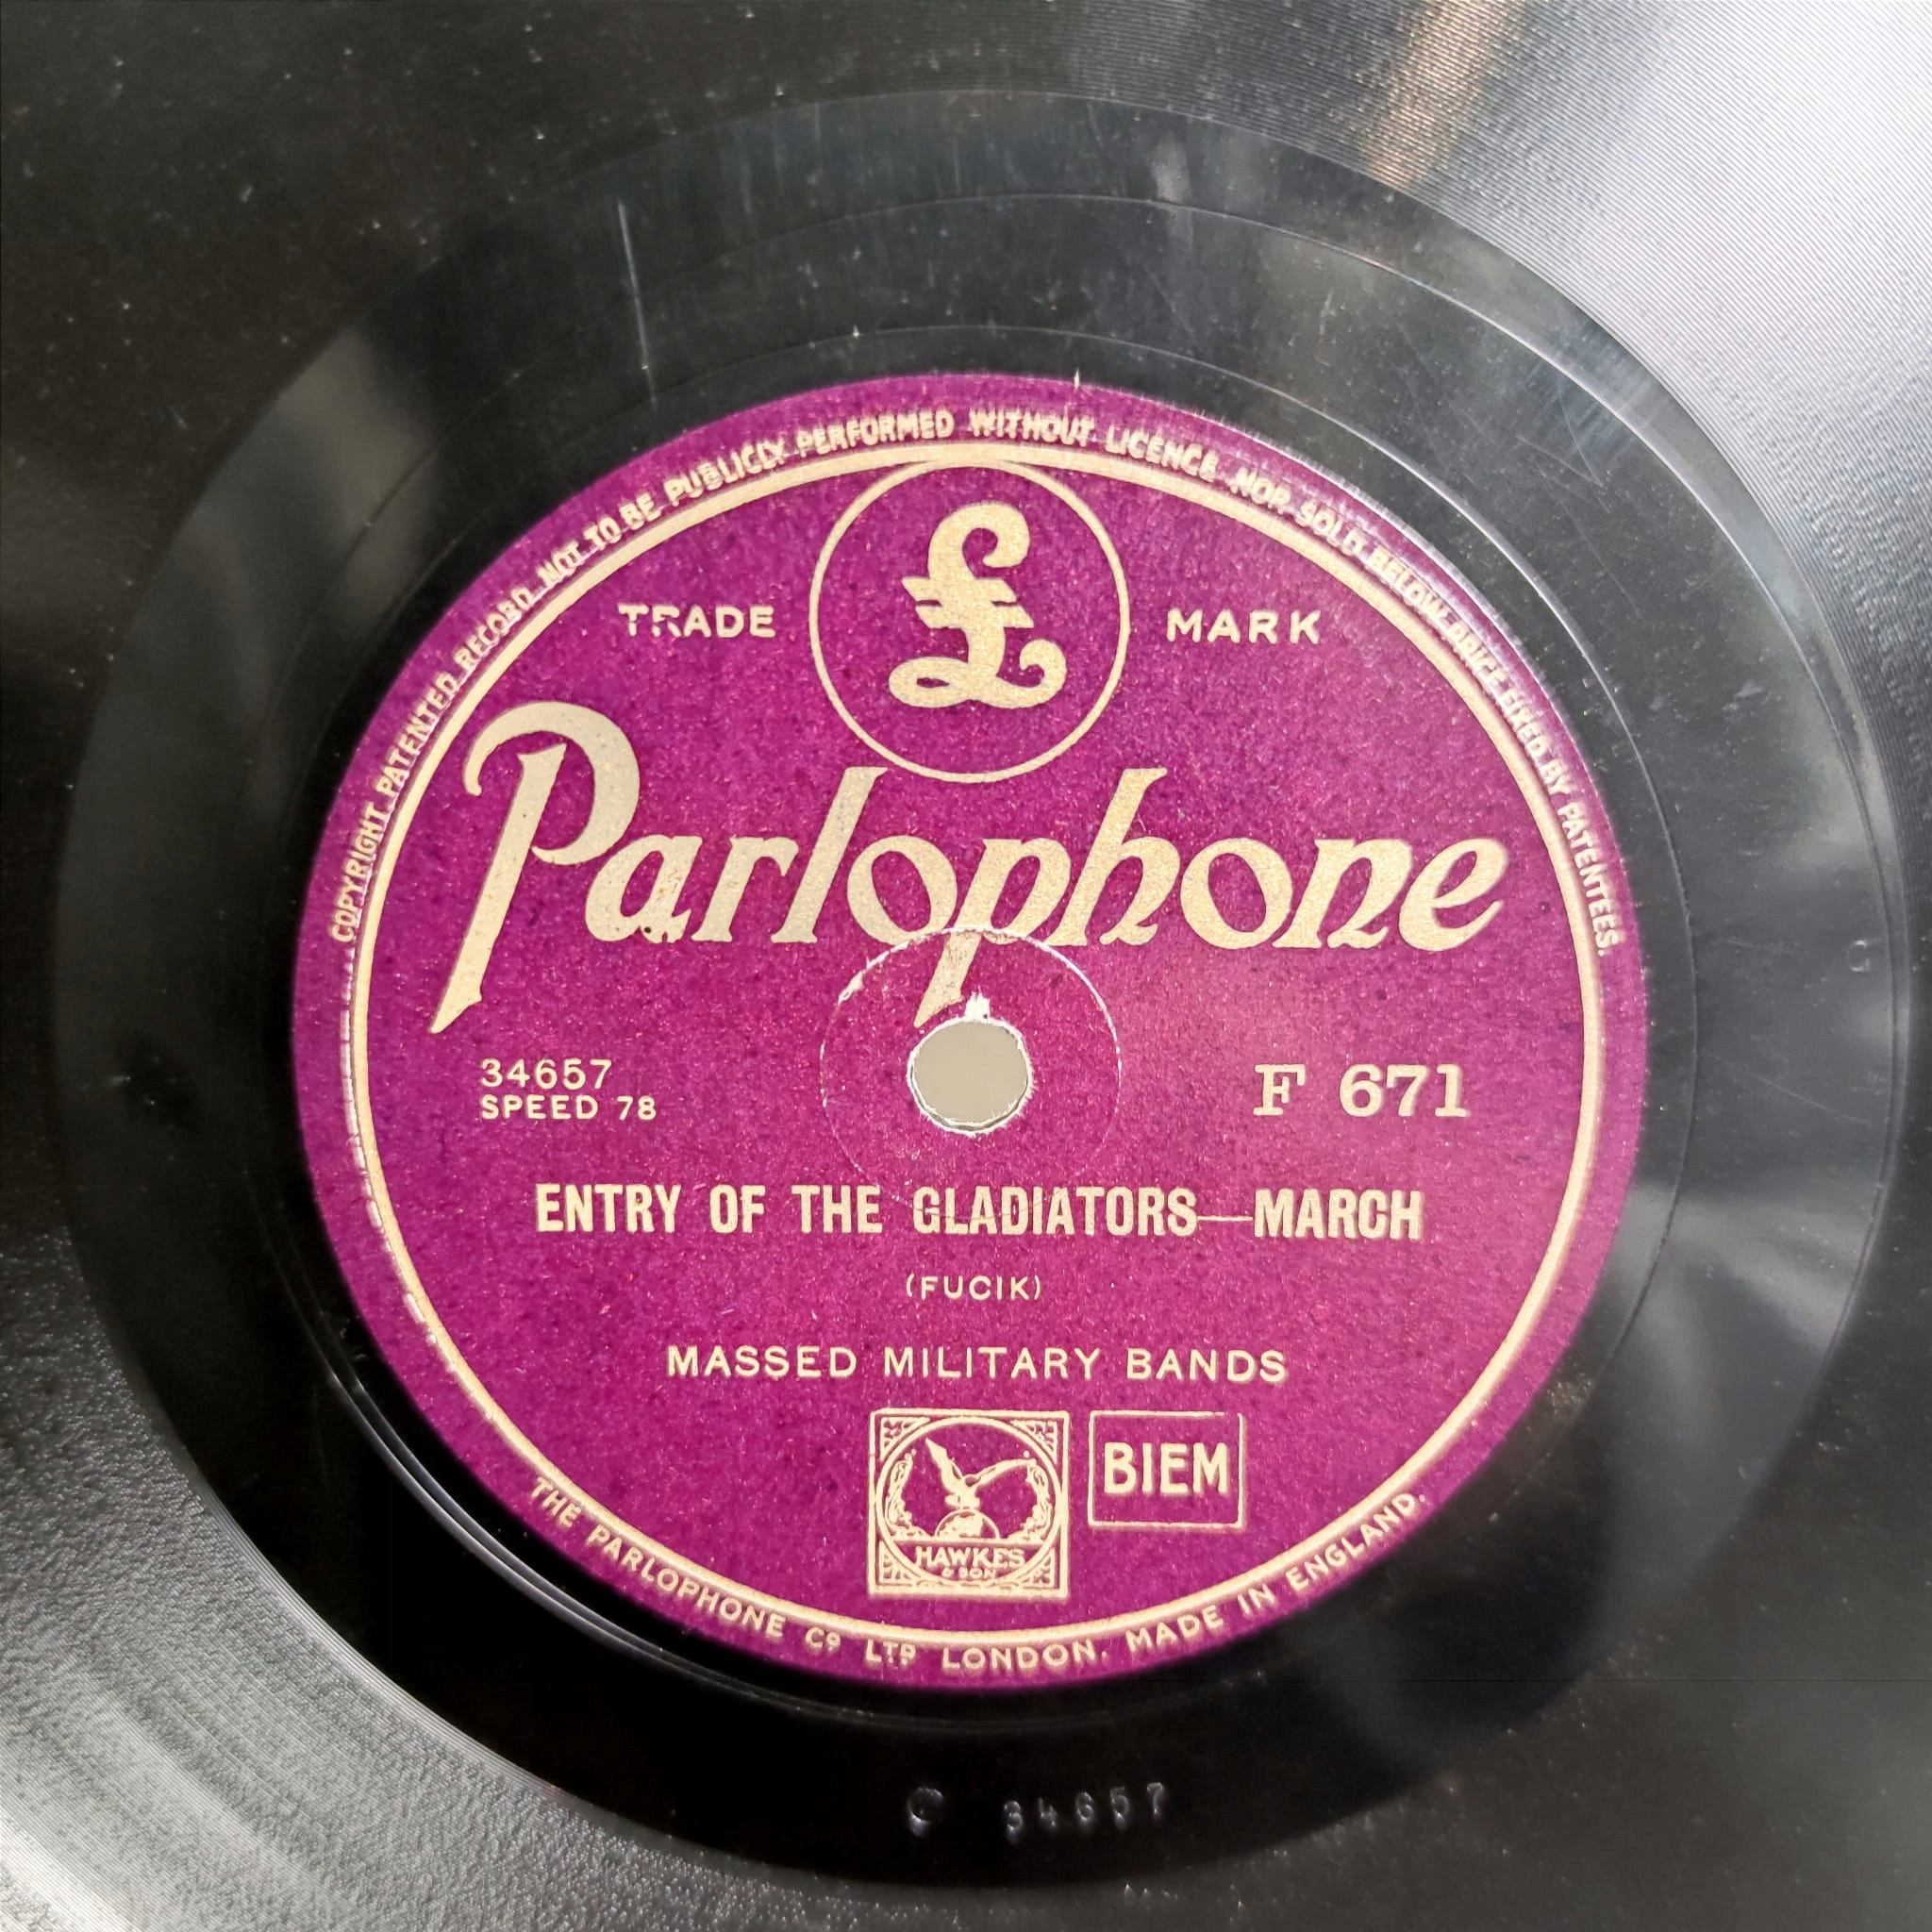 COPYRIGHT PATENTED RECORD. NOT TO BE PUBLICLY PERFORMED WITHOUT LICENCE NOR SOLD BELOW PRICE FIXED BY PATENTEES.
TRADE £ MARK
Parlophone
34657
SPEED 78
F 671
ENTRY OF THE GLADIATORS—MARCH
(FUCIK)
MASSED MILITARY BANDS
HAWKES
& SON
BIEM
THE PARLOPHONE Cº LTD LONDON. MADE IN ENGLAND.
C 34657